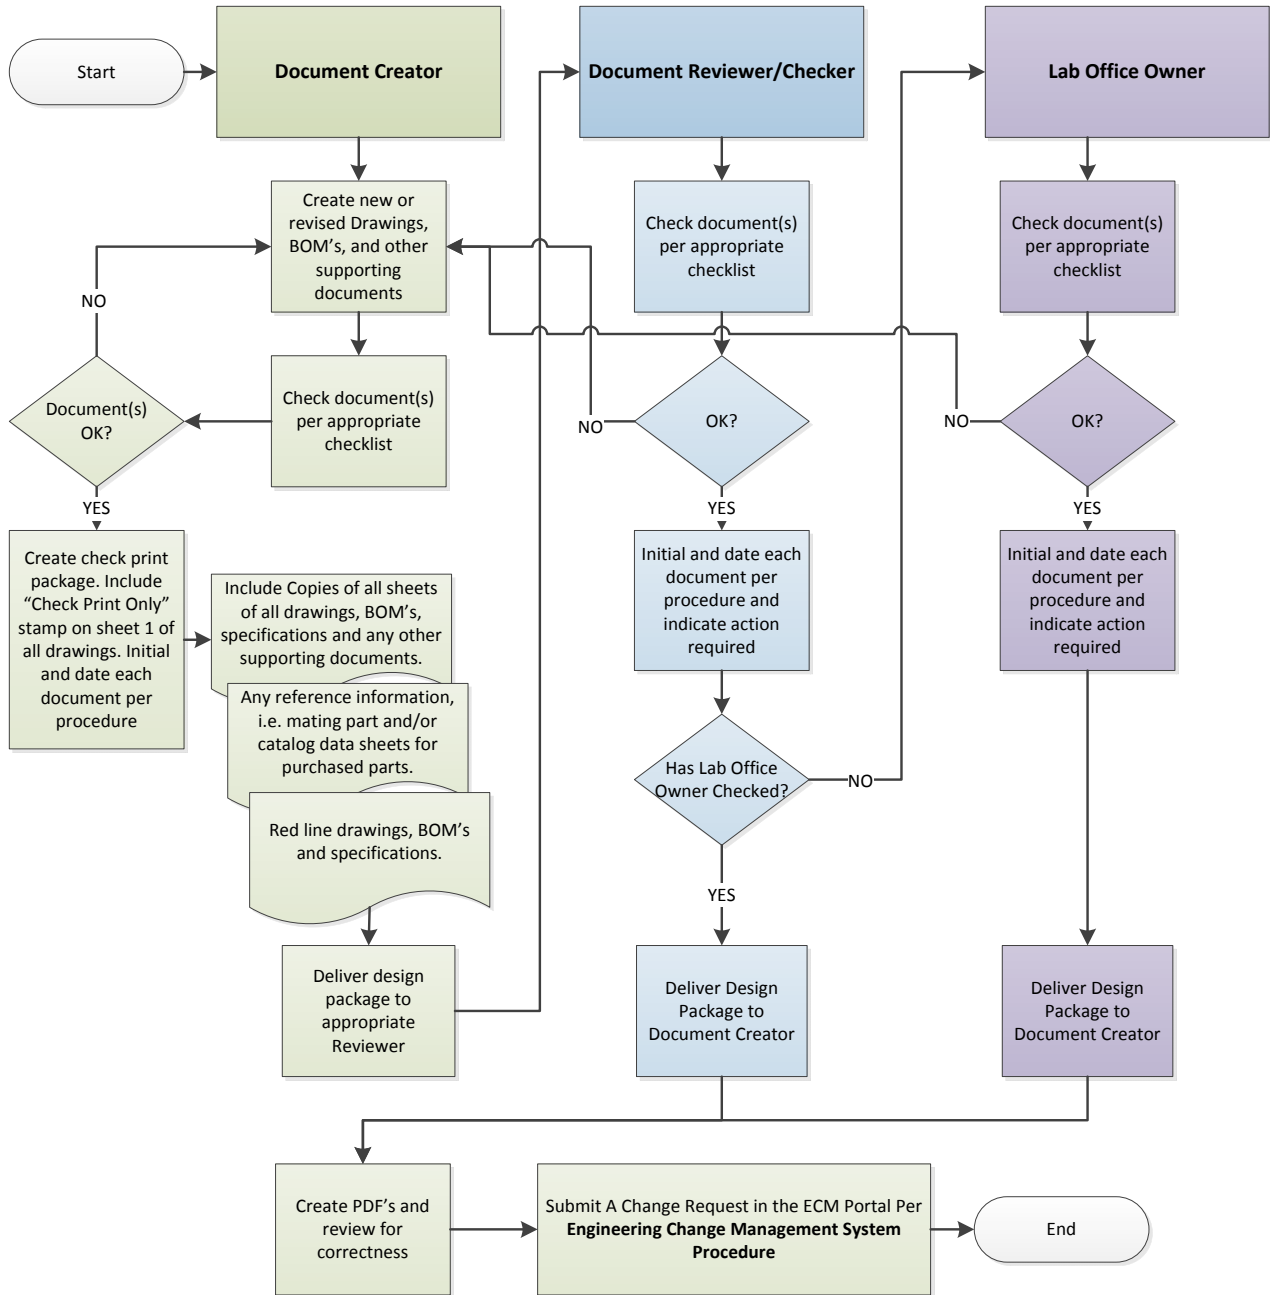 Start
Document Creator
Document Reviewer/Checker
Lab Office Owner
Create new or
revised Drawings,
BOM's, and other
supporting
documents
Check document(s)
per appropriate
checklist
Check document(s)
per appropriate
checklist
NO
Document(s)
OK?
Check document(s)
per appropriate
checklist
NO
OK?
NO
OK?
YES
YES
YES
Create check print
package. Include
“Check Print Only”
stamp on sheet 1 of
all drawings. Initial
and date each
document per
procedure
Include Copies of all sheets
of all drawings, BOM’s,
specifications and any other
supporting documents.
Any reference information,
i.e. mating part and/or
catalog data sheets for
purchased parts.
Red line drawings, BOM’s
and specifications.
Initial and date each
document per
procedure and
indicate action
required
Initial and date each
document per
procedure and
indicate action
required
Has Lab Office
Owner Checked?
NO
YES
Deliver design
package to
appropriate
Reviewer
Deliver Design
Package to
Document Creator
Deliver Design
Package to
Document Creator
Create PDF’s and
review for
correctness
Submit A Change Request in the ECM Portal Per
Engineering Change Management System
Procedure
End